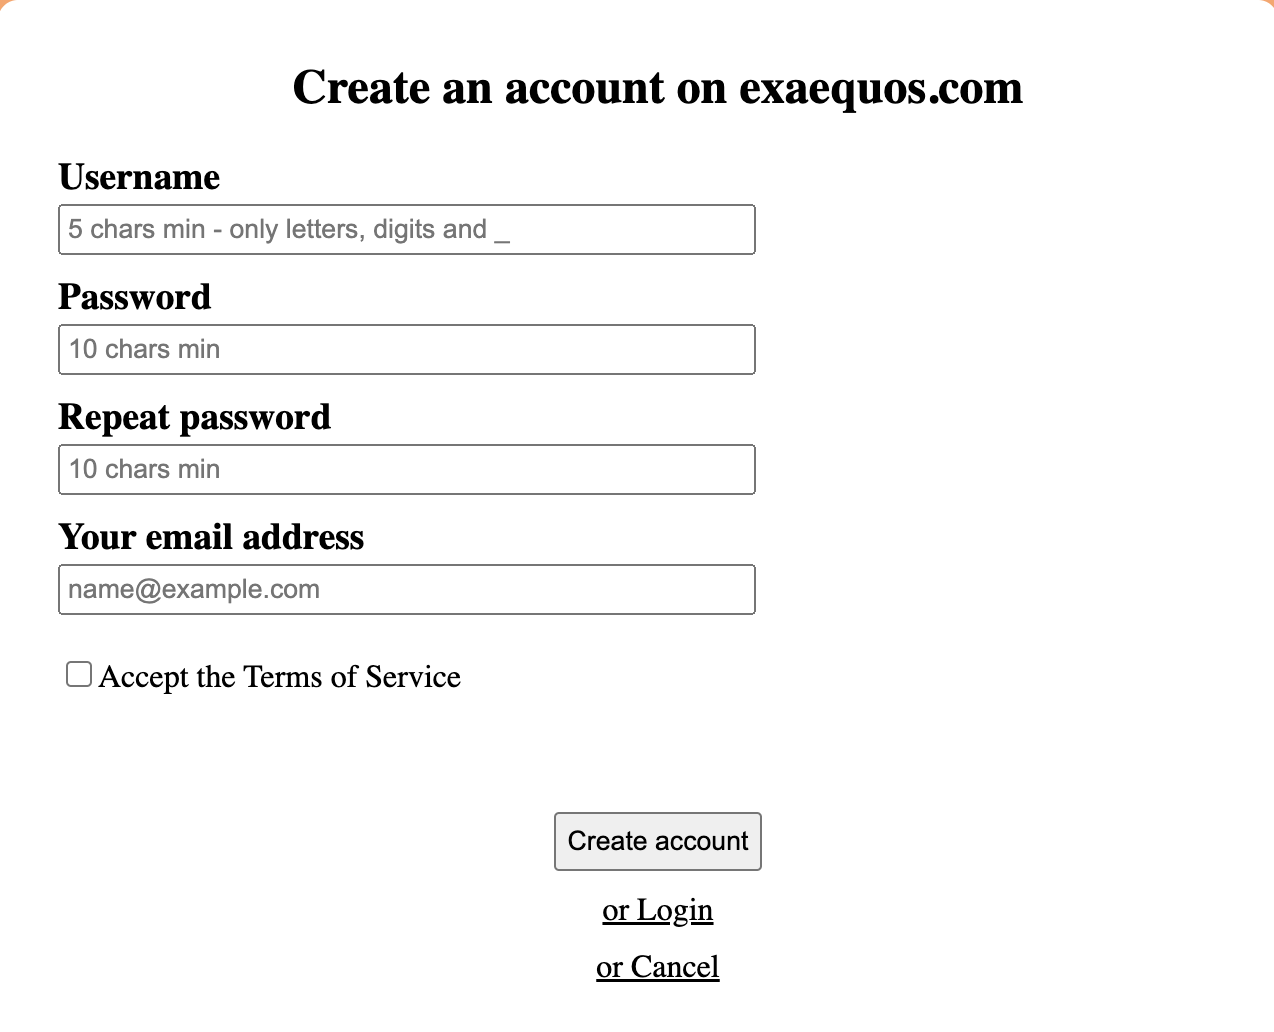 Create an account on exaequos.com
Username
5 chars min - only letters, digits and _
Password
10 chars min
Repeat password
10 chars min
Your email address
name@example.com
Accept the Terms of Service
Create account
or Login
or Cancel